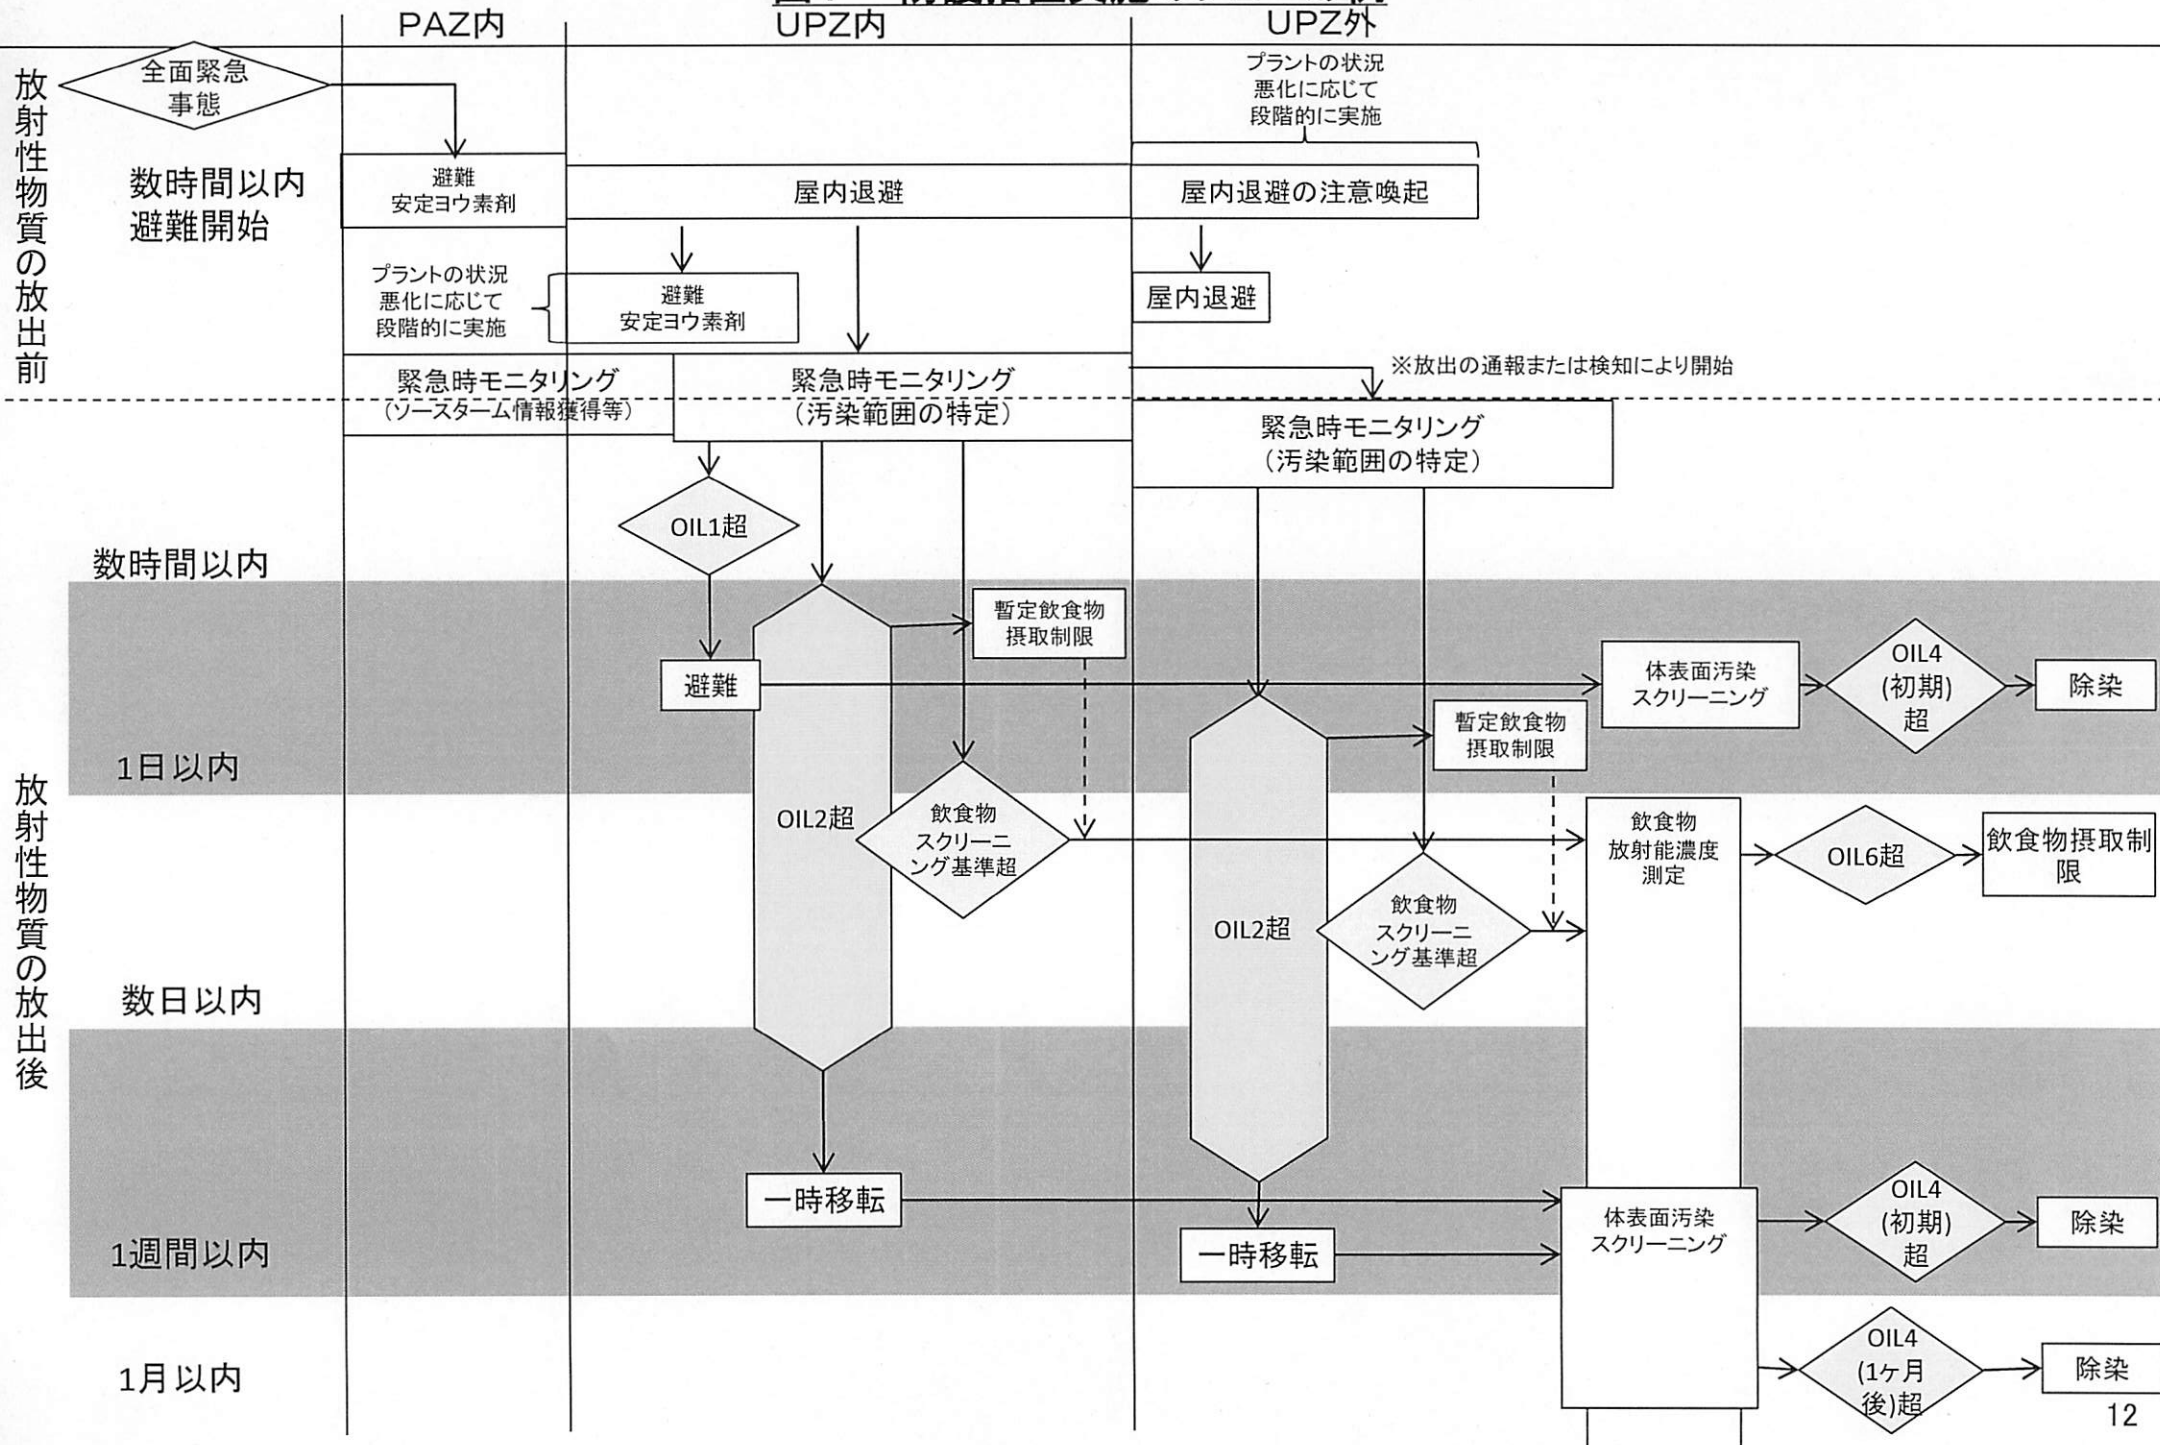 PAZ内
UPZ内
UPZ外
放射性物質の放出前
全面緊急
事態
数時間以内
避難開始
避難
安定ヨウ素剤
屋内退避
プラントの状況
悪化に応じて
段階的に実施
屋内退避の注意喚起
プラントの状況
悪化に応じて
段階的に実施
避難
安定ヨウ素剤
屋内退避
緊急時モニタリング
(ソースターム情報獲得等)
緊急時モニタリング
(汚染範囲の特定)
※放出の通報または検知により開始
緊急時モニタリング
(汚染範囲の特定)
放射性物質の放出後
数時間以内
OIL1超
避難
暫定飲食物
摂取制限
体表面汚染
スクリーニング
OIL4
(初期)
超
除染
暫定飲食物
摂取制限
1日以内
OIL2超
飲食物
スクリーニ
ング基準超
OIL2超
飲食物
スクリーニ
ング基準超
飲食物
放射能濃度
測定
OIL6超
飲食物摂取制
限
数日以内
一時移転
一時移転
体表面汚染
スクリーニング
OIL4
(初期)
超
除染
1週間以内
1月以内
OIL4
(1ヶ月
後)超
除染
12